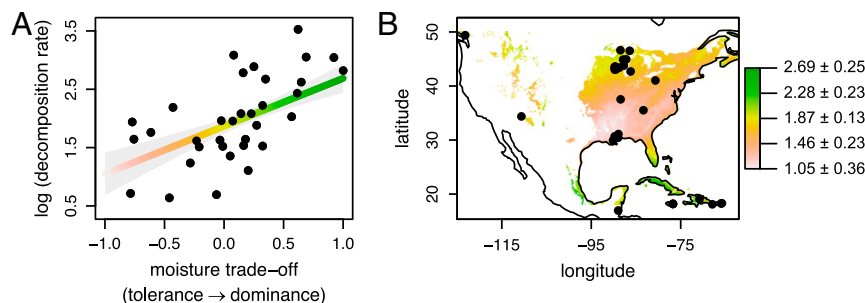 A
log (decomposition rate)
3.5
2.5
1.5
0.5
−1.0
−0.5
0.0
0.5
1.0
moisture trade−off
(tolerance → dominance)
B
latitude
50
40
30
20
−115
−95
−75
longitude
2.69 ± 0.25
2.28 ± 0.23
1.87 ± 0.13
1.46 ± 0.23
1.05 ± 0.36